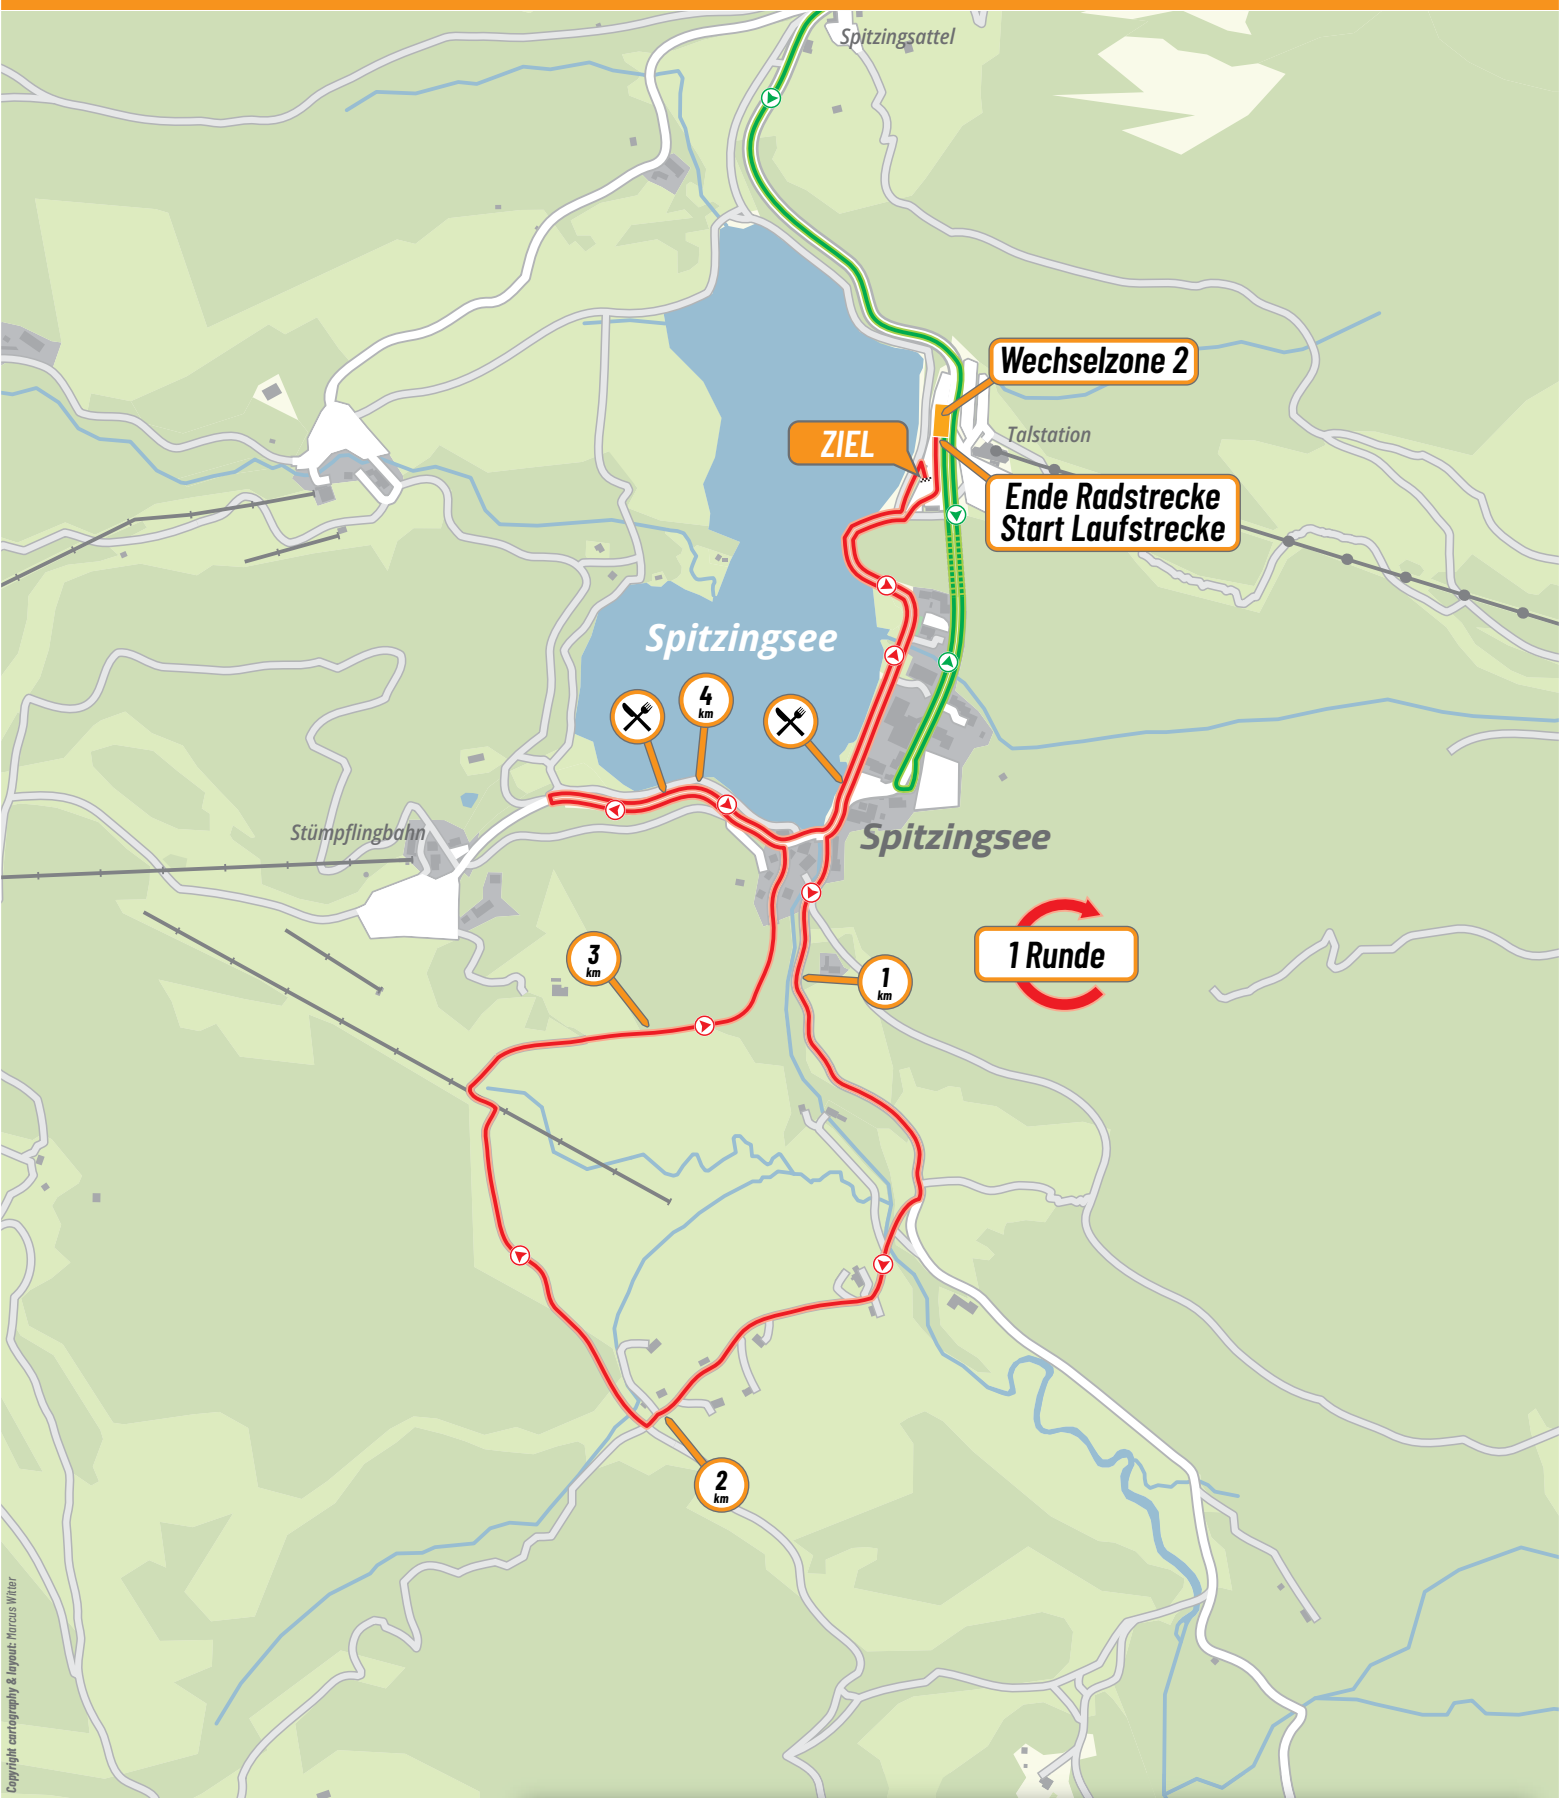 Spitzingsattel
Wechselzone 2
ZIEL
Talstation
Ende Radstrecke
Start Laufstrecke
Spitzingsee
4
km
Stümpflingbahn
Spitzingsee
3
km
1
km
1 Runde
2
km
Copyright cartography & layout: Marcus Witter